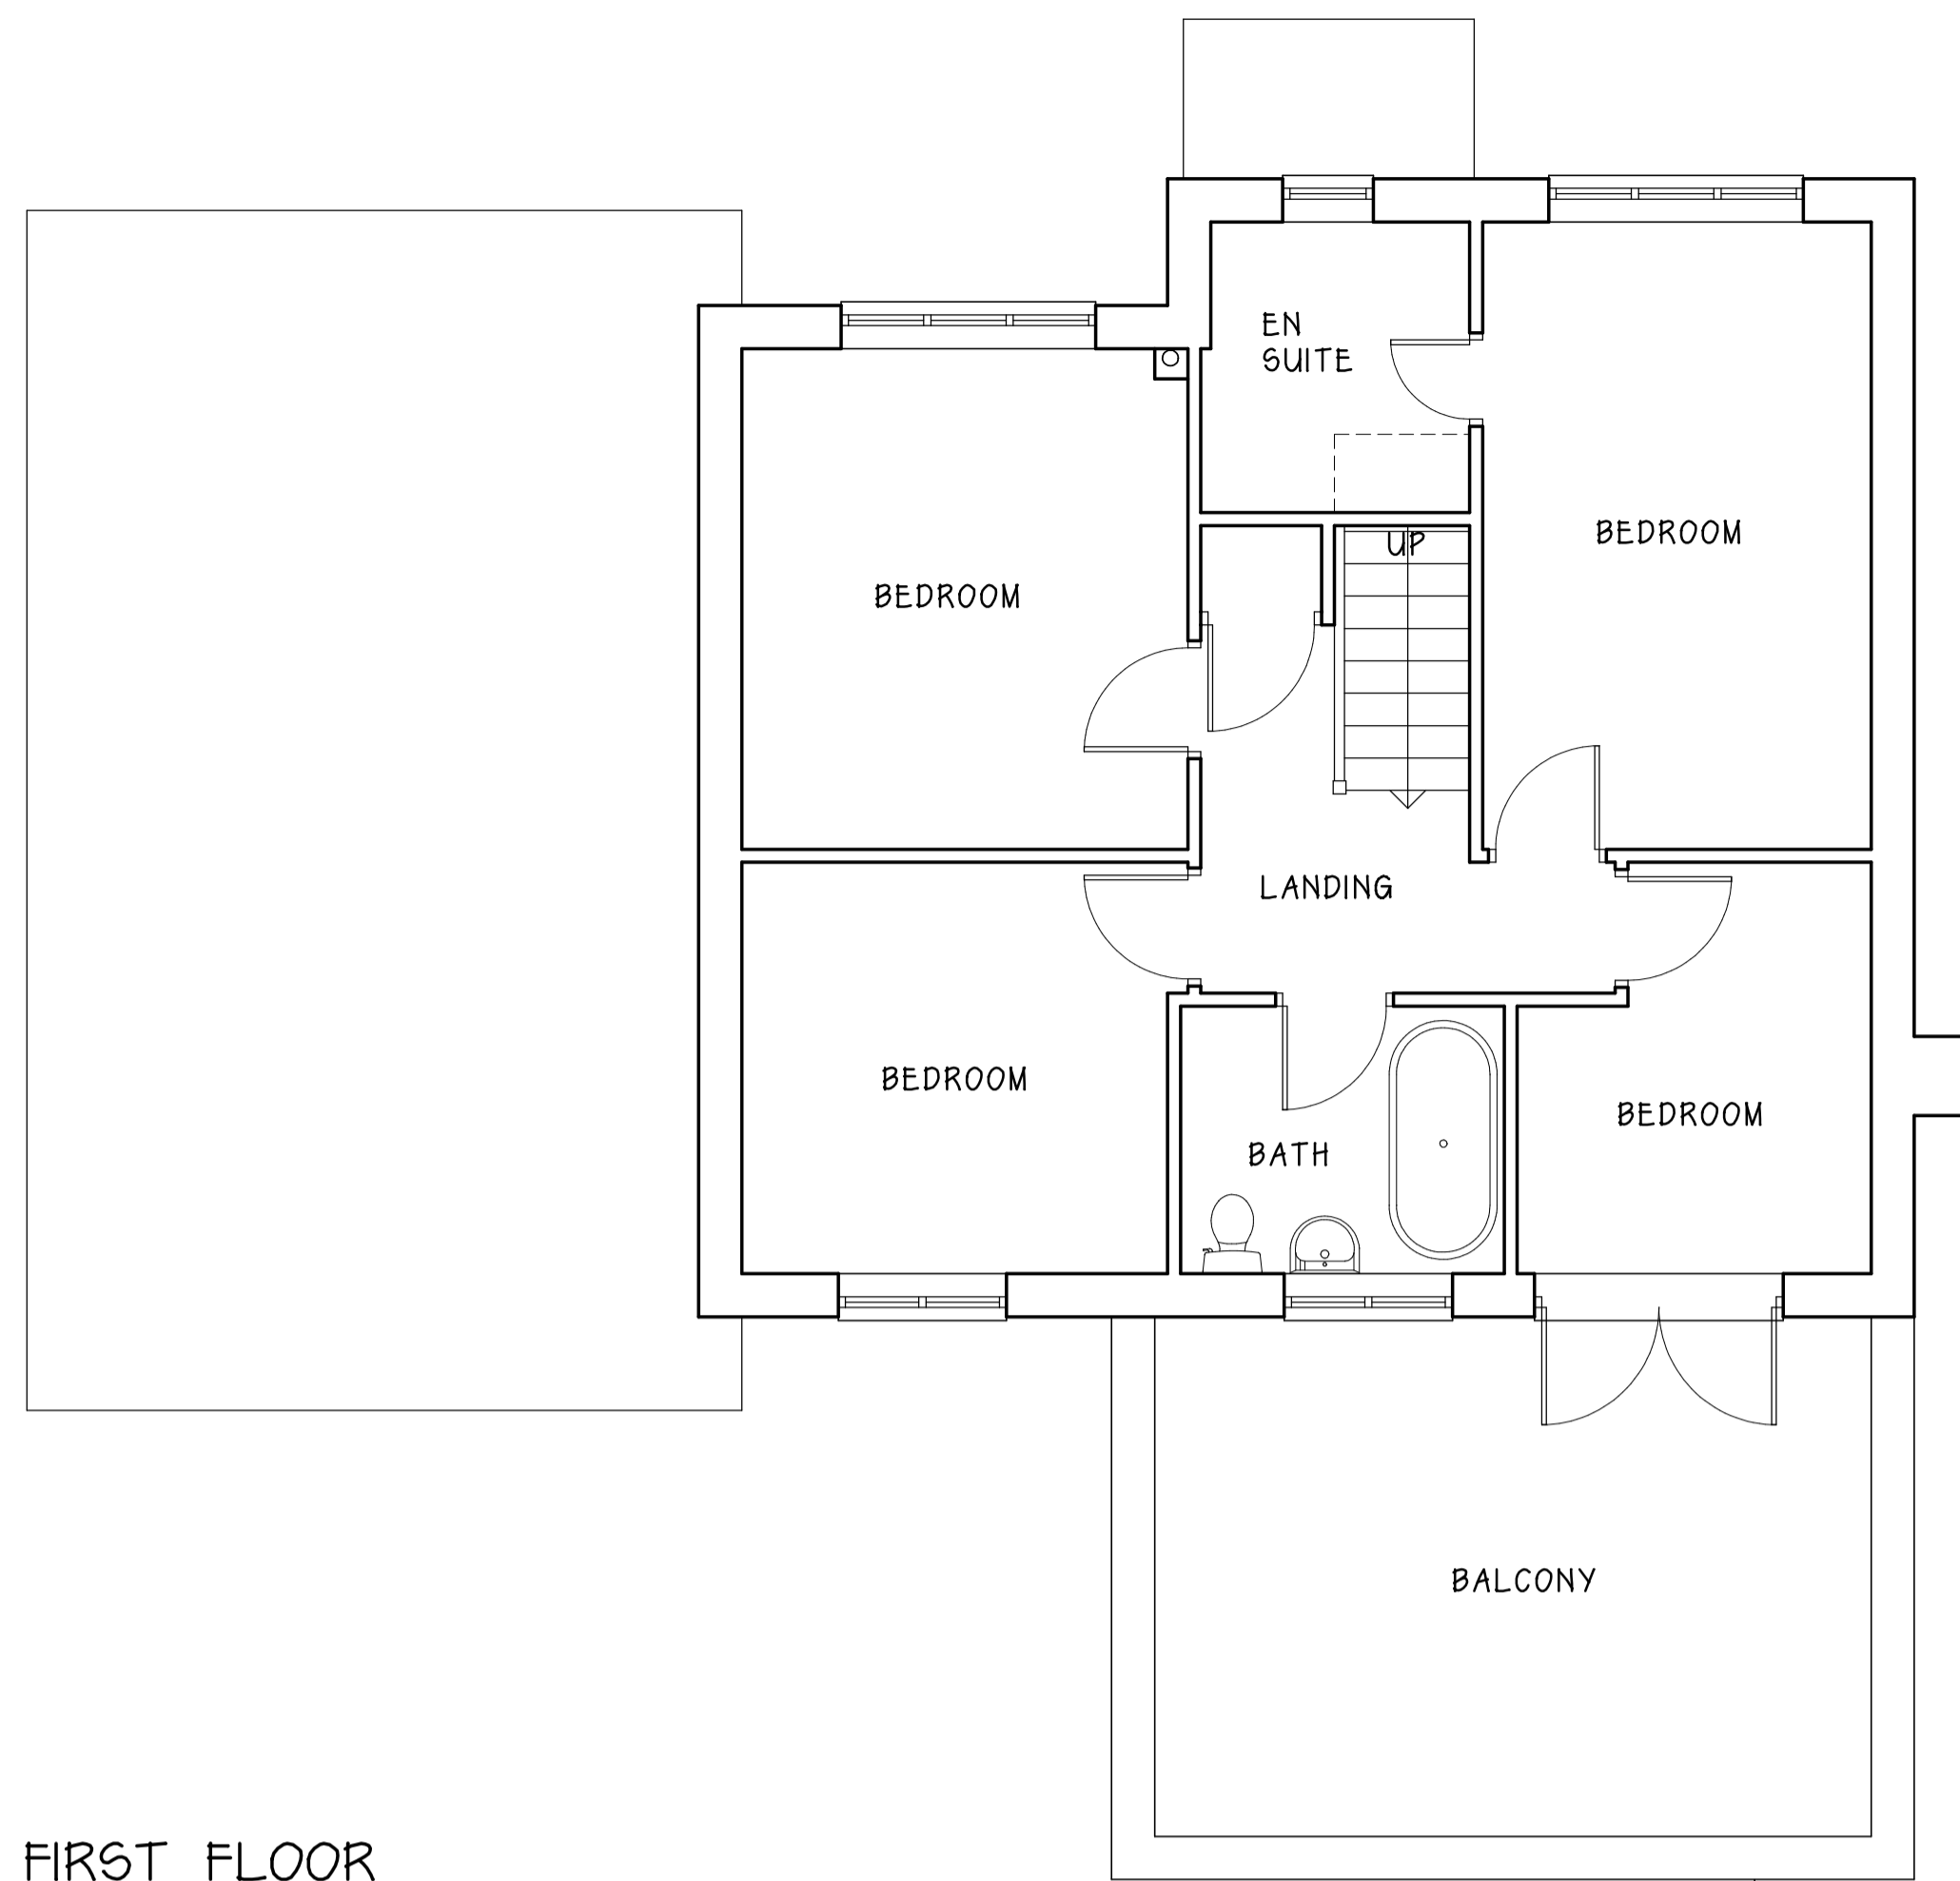 EN
SUITE
UP
BEDROOM
BEDROOM
LANDING
BEDROOM
BEDROOM
BATH
BALCONY
FIRST FLOOR